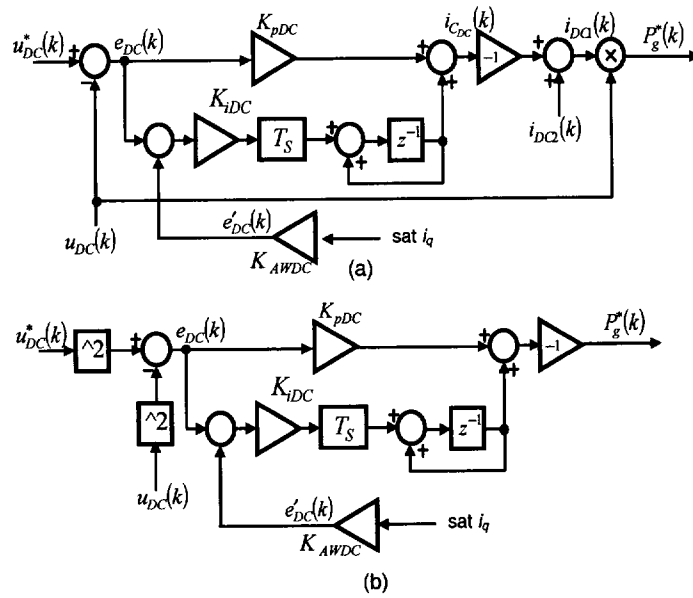 u*DC(k) + − eDC(k) KpDC + + iCDC(k) -1 + + iDC1(k) × P*g(k)
KiDC TS + + z⁻¹ iDC2(k)
uDC(k) e′DC(k) KAWDC sat iq
(a)
u*DC(k) ^2 + − eDC(k) KpDC + + -1 P*g(k)
^2 KiDC TS + + z⁻¹
uDC(k) e′DC(k) KAWDC sat iq
(b)